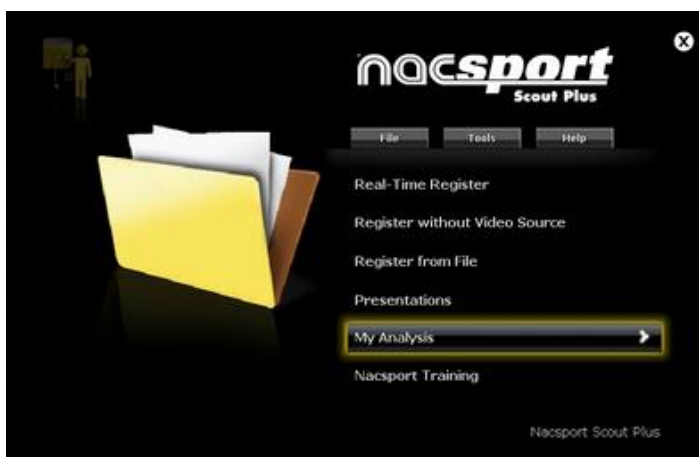 nacsport
Scout Plus
File Tools Help
Real-Time Register
Register without Video Source
Register from File
Presentations
My Analysis
Nacsport Training
Nacsport Scout Plus